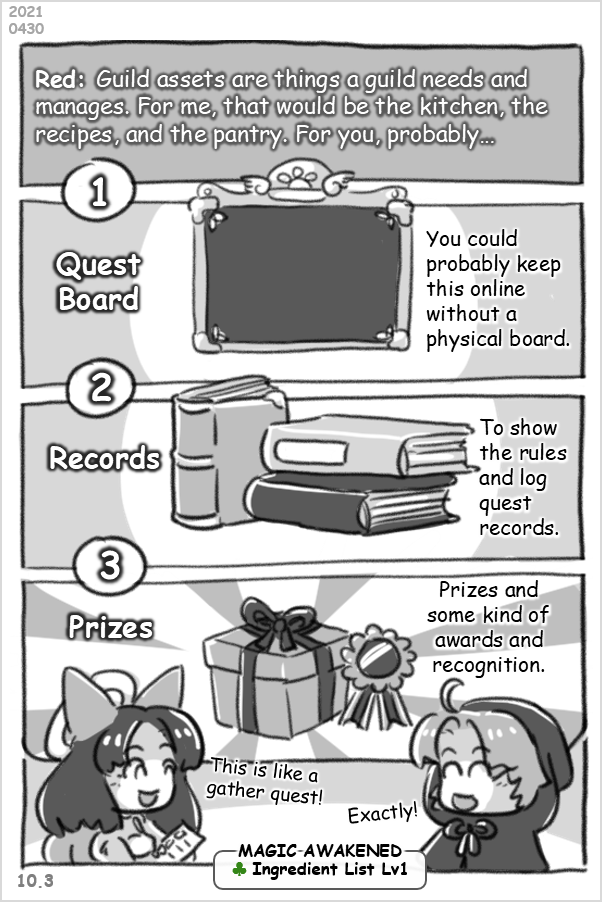 2021
0430
Red: Guild assets are things a guild needs and
manages. For me, that would be the kitchen, the
recipes, and the pantry. For you, probably...
1
Quest
Board
You could
probably keep
this online
without a
physical board.
2
Records
To show
the rules
and log
quest
records.
3
Prizes
Prizes and
some kind of
awards and
recognition.
This is like a
gather quest!
Exactly!
MAGIC-AWAKENED
♣ Ingredient List Lv1
10.3